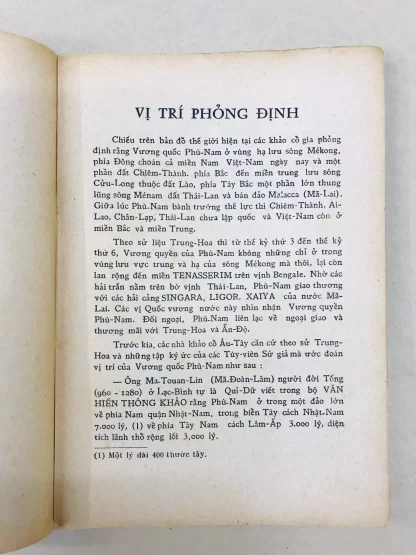 VỊ TRÍ PHỎNG ĐỊNH
Chiếu trên bản đồ thế giới hiện tại các khảo cổ gia phỏng
định rằng Vương quốc Phù-Nam ở vùng hạ lưu sông Mékong,
phía Đông choán cả miền Nam Việt-Nam ngày nay và một
phần đất Chiêm-Thành. phía Bắc đến miền trung lưu sông
Cửu-Long thuộc đất Lào, phía Tây Bắc một phần lớn thung
lũng sông Ménam đất Thái-Lan và bán đảo Malacca (Mã-Lai).
Giữa lúc Phù-Nam bành trướng thế lực thì Chiêm-Thành, Ai-
Lao, Chân-Lạp, Thái-Lan chưa lập quốc và Việt-Nam còn ở
miền Bắc và miền Trung.
Theo sử liệu Trung-Hoa thì từ thế kỷ thứ 3 đến thế kỷ
thứ 6, Vương quyền của Phù-Nam không những chỉ ở trong
vùng lưu vực trung và hạ của sông Mékong mà thôi, lại còn
lan rộng đến miền TENASSERIM trên vịnh Bengale. Nhờ các
hải trấn nằm trên bờ vịnh Thái-Lan, Phù-Nam giao thương
với các hải cảng SINGARA, LIGOR. XAIYA của nước Mã-
Lai. Các vị Quốc vương nước này nhìn nhận Vương quyền
Phù-Nam. Đối ngoại, Phù-Nam liên lạc về ngoại giao và
thương mãi với Trung-Hoa và Ấn-Độ.
Trước kia, các nhà khảo cổ Âu-Tây căn cứ theo sử Trung-
Hoa và những tập ký ức của các Tùy-viên Sứ giả mà ước đoán
vị trí của Vương quốc Phù-Nam như sau :
— Ông Ma-Touan-Lin (Mã-Đoàn-Lâm) người đời Tống
(960 - 1280) ở Lạc-Bình tự là Quí-Dữ viết trong bộ VĂN
HIẾN THÔNG KHẢO rằng Phù-Nam ở trong một đảo lớn
về phía Nam quận Nhật-Nam, trong biển Tây cách Nhật-Nam
7.000 lý, (1) về phía Tây Nam cách Lâm-Ấp 3.000 lý, diện
tích lãnh thổ rộng lối 3,000 lý.
(1) Một lý dài 400 thước tây.